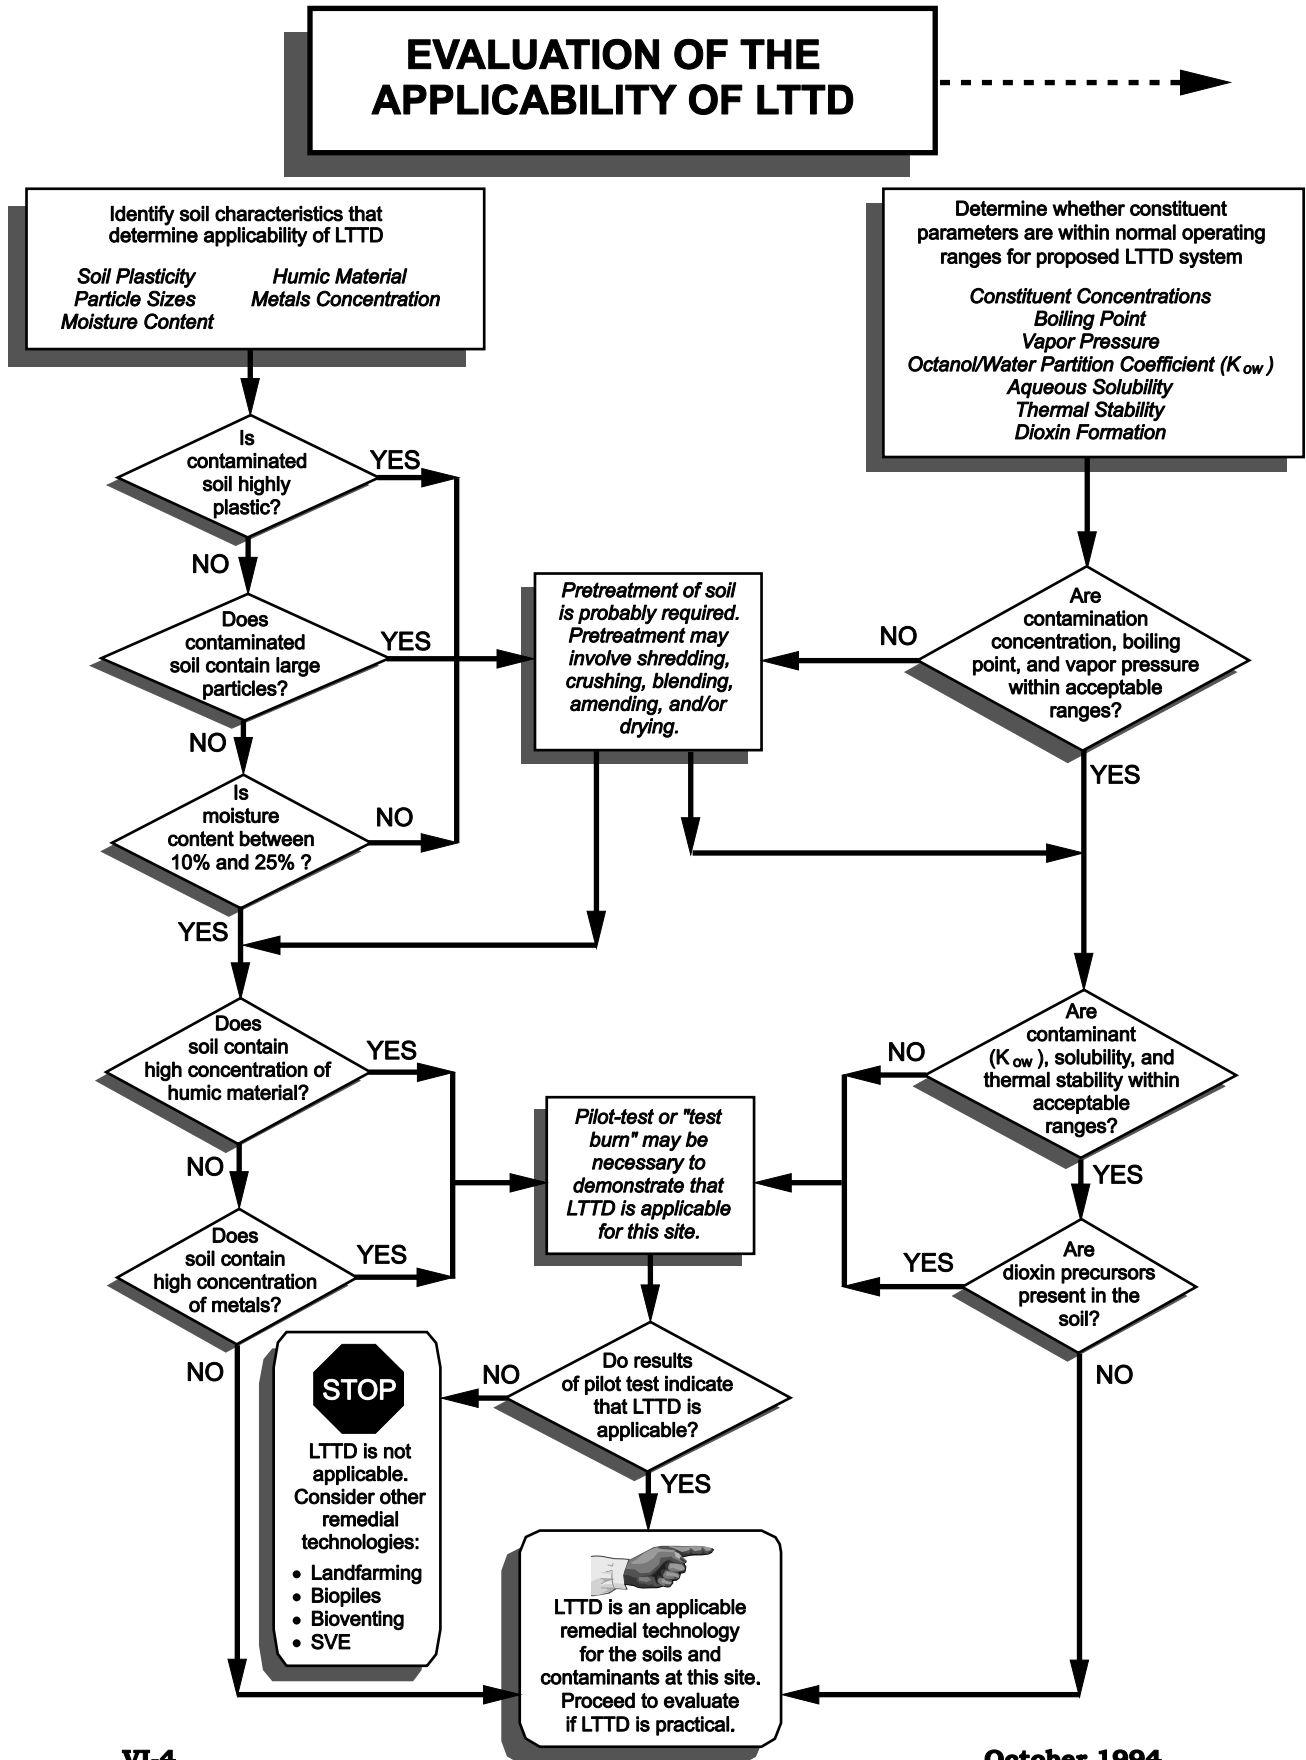 EVALUATION OF THE
APPLICABILITY OF LTTD
Identify soil characteristics that
determine applicability of LTTD
Soil Plasticity
Particle Sizes
Moisture Content
Humic Material
Metals Concentration
Determine whether constituent
parameters are within normal operating
ranges for proposed LTTD system
Constituent Concentrations
Boiling Point
Vapor Pressure
Octanol/Water Partition Coefficient (K ow )
Aqueous Solubility
Thermal Stability
Dioxin Formation
Is
contaminated
soil highly
plastic?
YES
NO
Does
contaminated
soil contain large
particles?
YES
NO
Is
moisture
content between
10% and 25% ?
NO
YES
Pretreatment of soil
is probably required.
Pretreatment may
involve shredding,
crushing, blending,
amending, and/or
drying.
Are
contamination
concentration, boiling
point, and vapor pressure
within acceptable
ranges?
NO
YES
Does
soil contain
high concentration of
humic material?
YES
NO
Does
soil contain
high concentration
of metals?
YES
NO
Pilot-test or "test
burn" may be
necessary to
demonstrate that
LTTD is applicable
for this site.
Are
contaminant
(K ow ), solubility, and
thermal stability within
acceptable
ranges?
NO
YES
Are
dioxin precursors
present in the
soil?
YES
NO
Do results
of pilot test indicate
that LTTD is
applicable?
NO
YES
STOP
LTTD is not
applicable.
Consider other
remedial
technologies:
• Landfarming
• Biopiles
• Bioventing
• SVE
LTTD is an applicable
remedial technology
for the soils and
contaminants at this site.
Proceed to evaluate
if LTTD is practical.
VI-4
October 1994